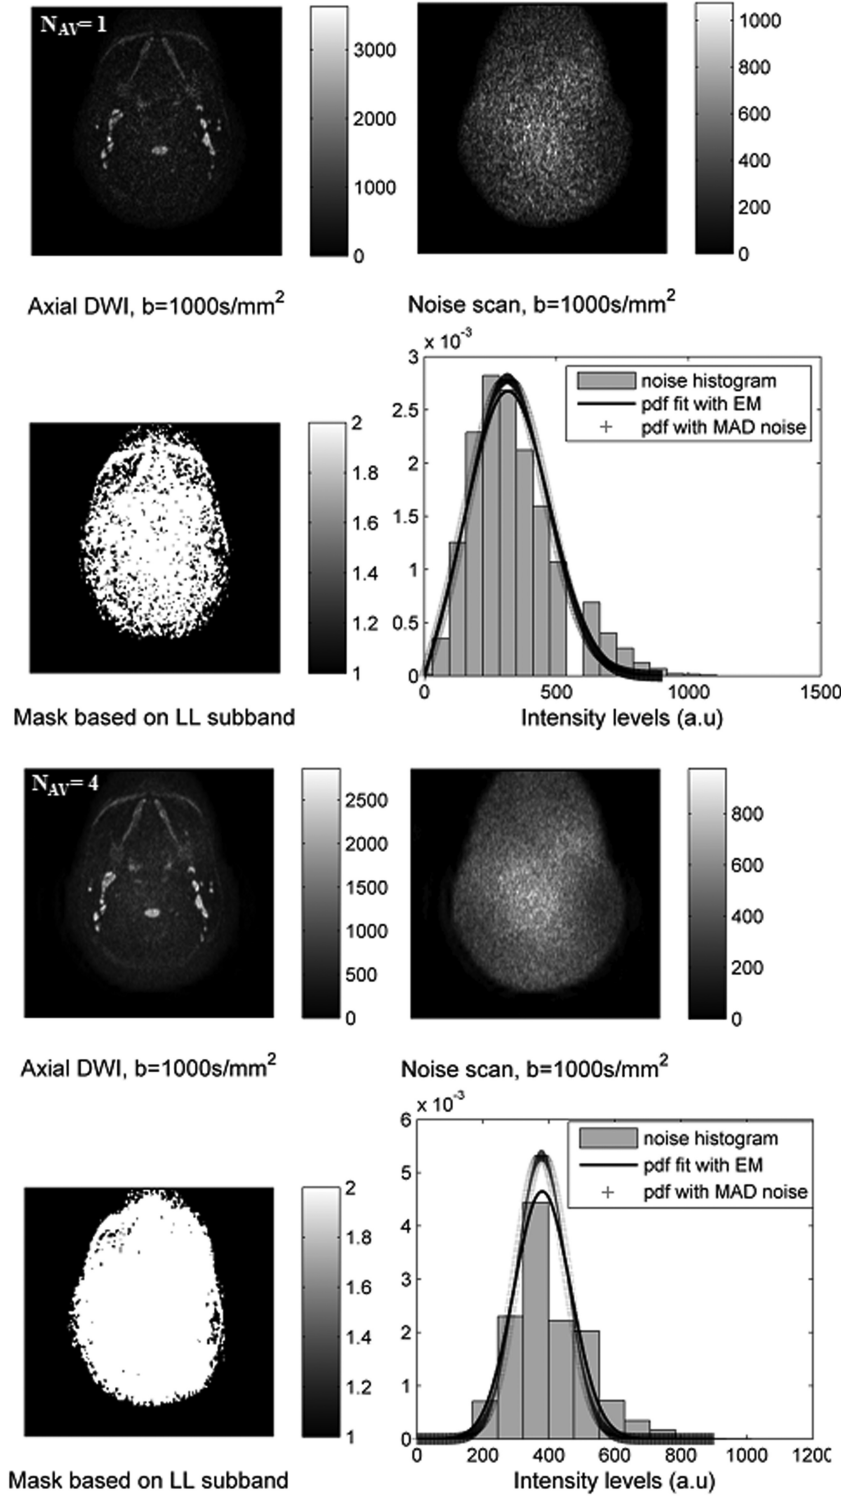 N_AV= 1
3000
2000
1000
0
1000
800
600
400
200
0
Axial DWI, b=1000s/mm²
Noise scan, b=1000s/mm²
2
1.8
1.6
1.4
1.2
1
x 10⁻³
3
2.5
2
1.5
1
0.5
0
noise histogram
pdf fit with EM
pdf with MAD noise
0 500 1000 1500
Mask based on LL subband
Intensity levels (a.u)
N_AV= 4
2500
2000
1500
1000
500
0
800
600
400
200
0
Axial DWI, b=1000s/mm²
Noise scan, b=1000s/mm²
2
1.8
1.6
1.4
1.2
1
x 10⁻³
6
5
4
3
2
1
0
noise histogram
pdf fit with EM
pdf with MAD noise
0 200 400 600 800 1000
Mask based on LL subband
Intensity levels (a.u)